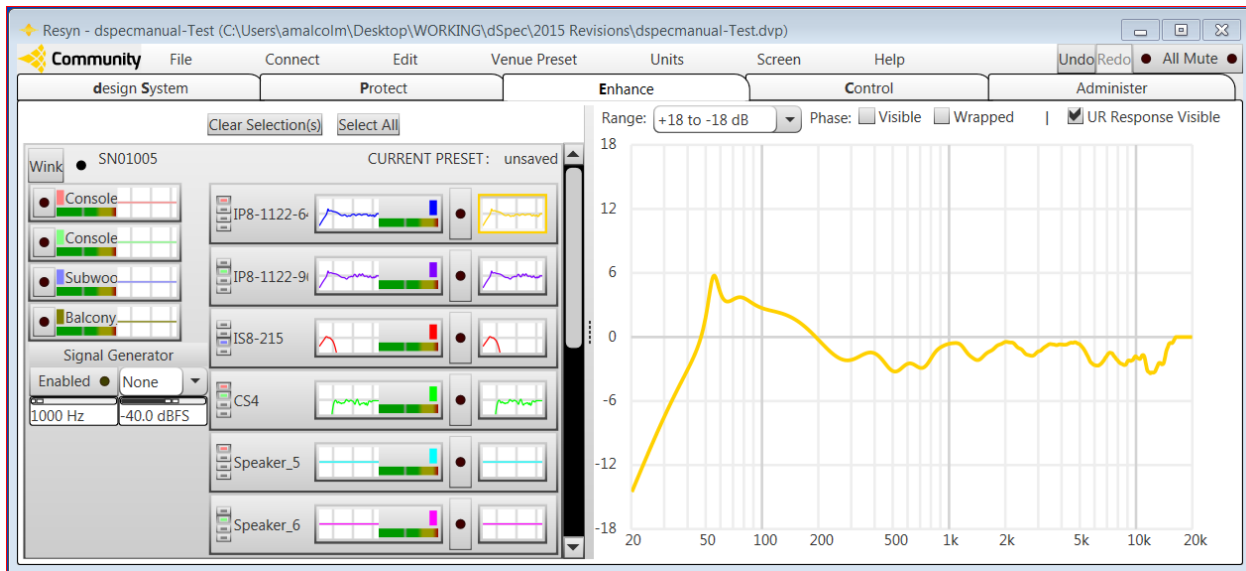 Resyn - dspecmanual-Test (C:\Users\amalcolm\Desktop\WORKING\dSpec\2015 Revisions\dspecmanual-Test.dvp)
Community File Connect Edit Venue Preset Units Screen Help Undo Redo All Mute
design System Protect Enhance Control Administer
Clear Selection(s) Select All
Range: +18 to -18 dB Phase: Visible Wrapped | UR Response Visible
Wink SN01005 CURRENT PRESET: unsaved
Console
Console
Subwoo
Balcony
Signal Generator
Enabled None
1000 Hz -40.0 dBFS
IP8-1122-64
IP8-1122-96
IS8-215
CS4
Speaker_5
Speaker_6
18
12
6
0
-6
-12
-18
20 50 100 200 500 1k 2k 5k 10k 20k